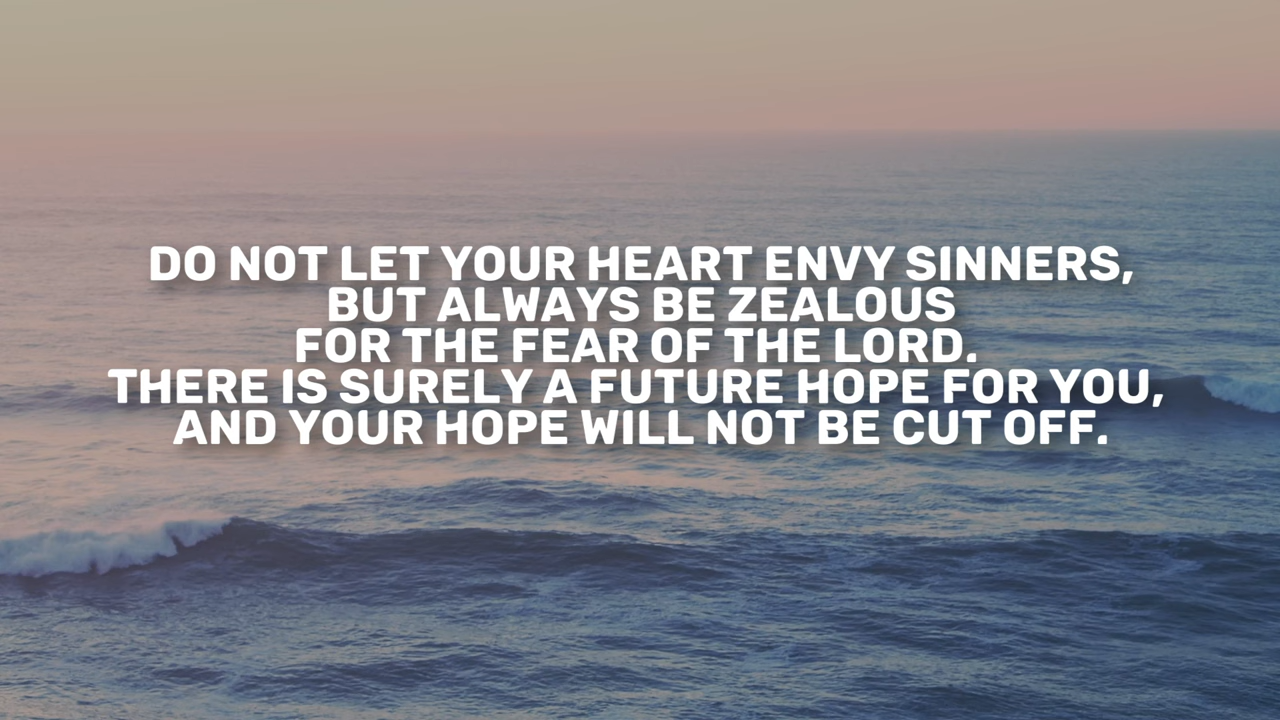 DO NOT LET YOUR HEART ENVY SINNERS,
BUT ALWAYS BE ZEALOUS
FOR THE FEAR OF THE LORD.
THERE IS SURELY A FUTURE HOPE FOR YOU,
AND YOUR HOPE WILL NOT BE CUT OFF.